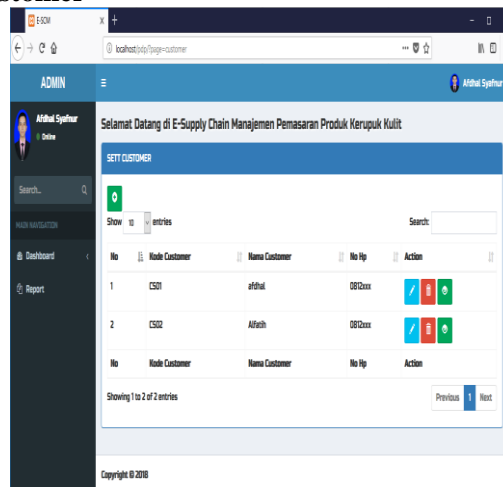 E-SCM
localhost/pdp/?page=customer
ADMIN
Afdhal Syafnur
Afdhal Syafnur
Online
Selamat Datang di E-Supply Chain Manajemen Pemasaran Produk Kerupuk Kulit
SETT CUSTOMER
Search...
Show 10 entries
Search:
MAIN NAVIGATION
Dashboard
Report
No Kode Customer Nama Customer No Hp Action
1 CS01 afdhal 0812xxx
2 CS02 Alfatih 0812xxx
No Kode Customer Nama Customer No Hp Action
Showing 1 to 2 of 2 entries
Previous 1 Next
Copyright © 2018